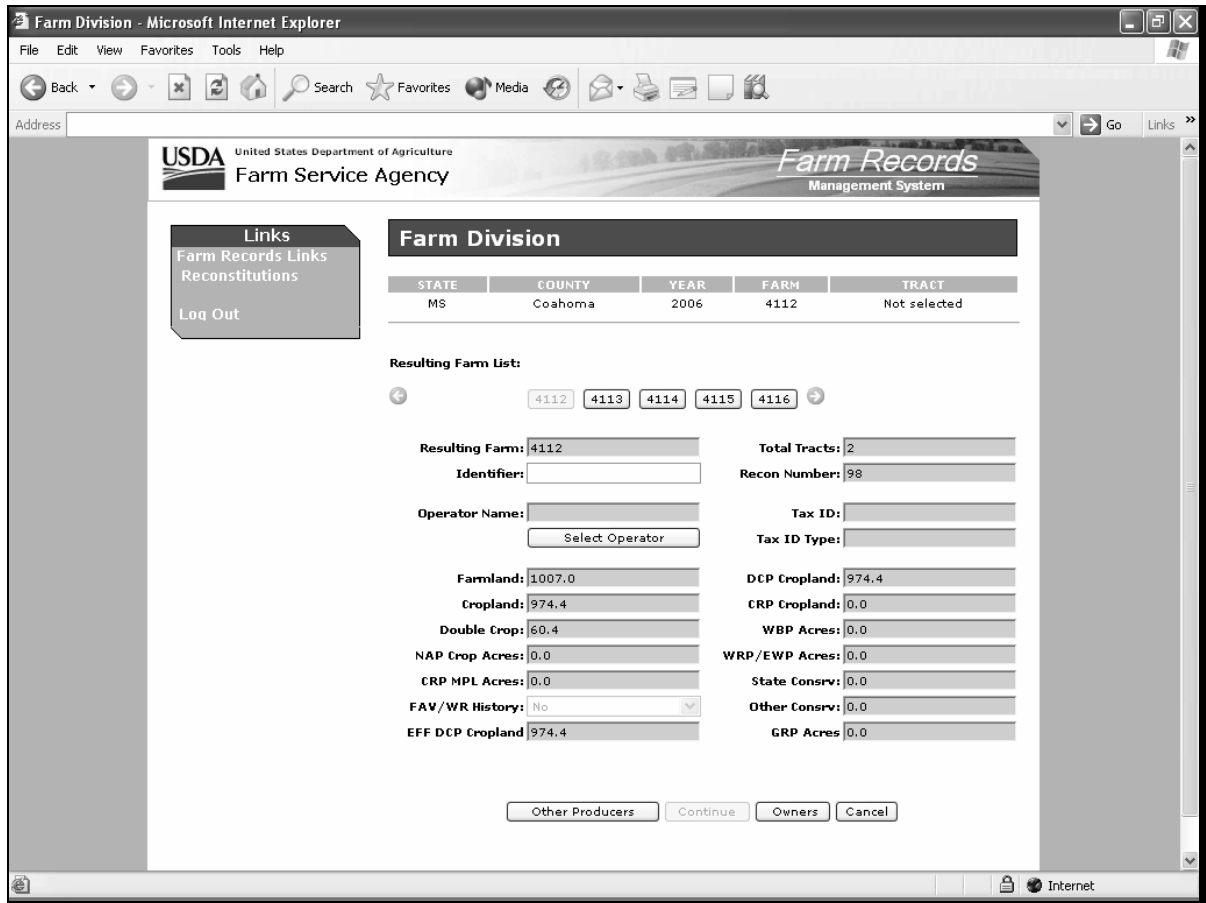 Farm Division - Microsoft Internet Explorer
File Edit View Favorites Tools Help
Back Search Favorites Media
Address Go Links »
USDA United States Department of Agriculture
Farm Service Agency
Farm Records
Management System
Links
Farm Records Links
Reconstitutions
Log Out
Farm Division
STATE COUNTY YEAR FARM TRACT
MS Coahoma 2006 4112 Not selected
Resulting Farm List:
4112 4113 4114 4115 4116
Resulting Farm: 4112 Total Tracts: 2
Identifier: Recon Number: 98
Operator Name: Tax ID:
Select Operator Tax ID Type:
Farmland: 1007.0 DCP Cropland: 974.4
Cropland: 974.4 CRP Cropland: 0.0
Double Crop: 60.4 WBP Acres: 0.0
NAP Crop Acres: 0.0 WRP/EWP Acres: 0.0
CRP MPL Acres: 0.0 State Consrv: 0.0
FAV/WR History: No Other Consrv: 0.0
EFF DCP Cropland 974.4 GRP Acres 0.0
Other Producers Continue Owners Cancel
Internet